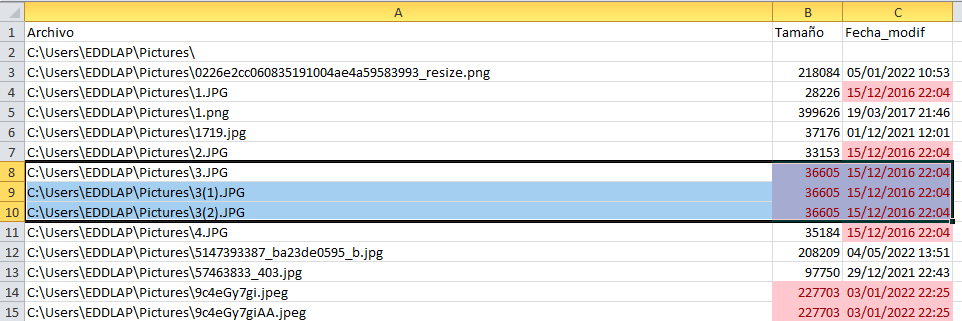 A B C
1 Archivo Tamaño Fecha_modif
2 C:\Users\EDDLAP\Pictures\
3 C:\Users\EDDLAP\Pictures\0226e2cc060835191004ae4a59583993_resize.png 218084 05/01/2022 10:53
4 C:\Users\EDDLAP\Pictures\1.JPG 28226 15/12/2016 22:04
5 C:\Users\EDDLAP\Pictures\1.png 399626 19/03/2017 21:46
6 C:\Users\EDDLAP\Pictures\1719.jpg 37176 01/12/2021 12:01
7 C:\Users\EDDLAP\Pictures\2.JPG 33153 15/12/2016 22:04
8 C:\Users\EDDLAP\Pictures\3.JPG 36605 15/12/2016 22:04
9 C:\Users\EDDLAP\Pictures\3(1).JPG 36605 15/12/2016 22:04
10 C:\Users\EDDLAP\Pictures\3(2).JPG 36605 15/12/2016 22:04
11 C:\Users\EDDLAP\Pictures\4.JPG 35184 15/12/2016 22:04
12 C:\Users\EDDLAP\Pictures\5147393387_ba23de0595_b.jpg 208209 04/05/2022 13:51
13 C:\Users\EDDLAP\Pictures\57463833_403.jpg 97750 29/12/2021 22:43
14 C:\Users\EDDLAP\Pictures\9c4eGy7gi.jpeg 227703 03/01/2022 22:25
15 C:\Users\EDDLAP\Pictures\9c4eGy7giAA.jpeg 227703 03/01/2022 22:25